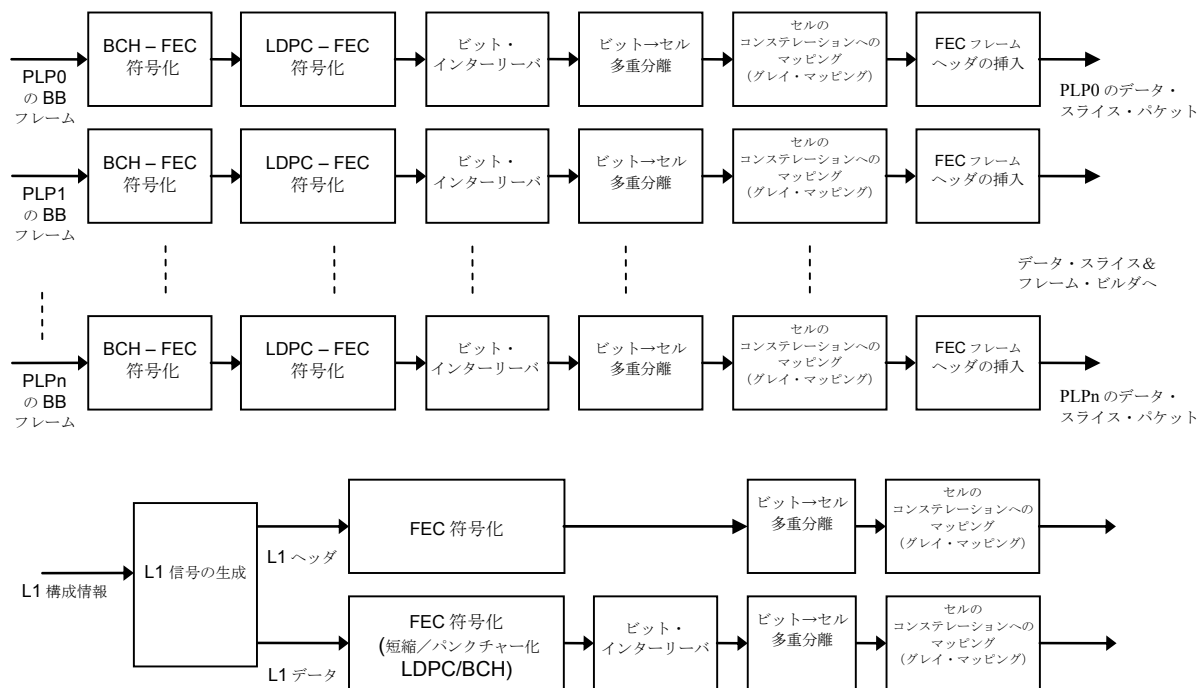 PLP0
の BB
フレーム
BCH – FEC
符号化
LDPC – FEC
符号化
ビット・
インターリーバ
ビット→セル
多重分離
セルの
コンステレーションへの
マッピング
(グレイ・マッピング)
FEC フレーム
ヘッダの挿入
PLP0 のデータ・
スライス・パケット
PLP1
の BB
フレーム
BCH – FEC
符号化
LDPC – FEC
符号化
ビット・
インターリーバ
ビット→セル
多重分離
セルの
コンステレーションへの
マッピング
(グレイ・マッピング)
FEC フレーム
ヘッダの挿入
データ・スライス&
フレーム・ビルダへ
PLPn
の BB
フレーム
BCH – FEC
符号化
LDPC – FEC
符号化
ビット・
インターリーバ
ビット→セル
多重分離
セルの
コンステレーションへの
マッピング
(グレイ・マッピング)
FEC フレーム
ヘッダの挿入
PLPn のデータ・
スライス・パケット
L1 構成情報
L1 信号の生成
L1 ヘッダ
FEC 符号化
ビット→セル
多重分離
セルの
コンステレーションへの
マッピング
(グレイ・マッピング)
L1 データ
FEC 符号化
(短縮／パンクチャー化
LDPC/BCH)
ビット・
インターリーバ
ビット→セル
多重分離
セルの
コンステレーションへの
マッピング
(グレイ・マッピング)